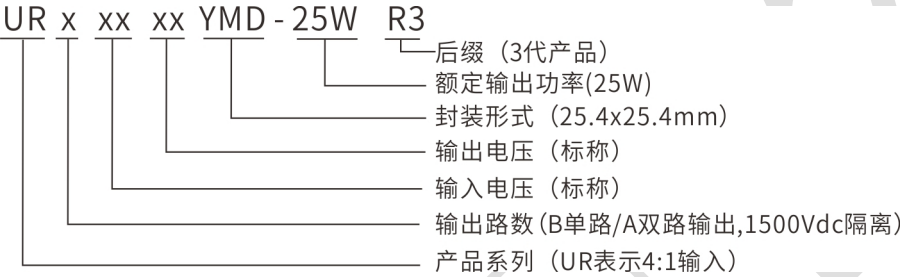 UR x xx xx YMD-25W R3
后缀（3代产品）
额定输出功率(25W)
封装形式（25.4x25.4mm）
输出电压（标称）
输入电压（标称）
输出路数(B单路/A双路输出,1500Vdc隔离)
产品系列（UR表示4:1输入）